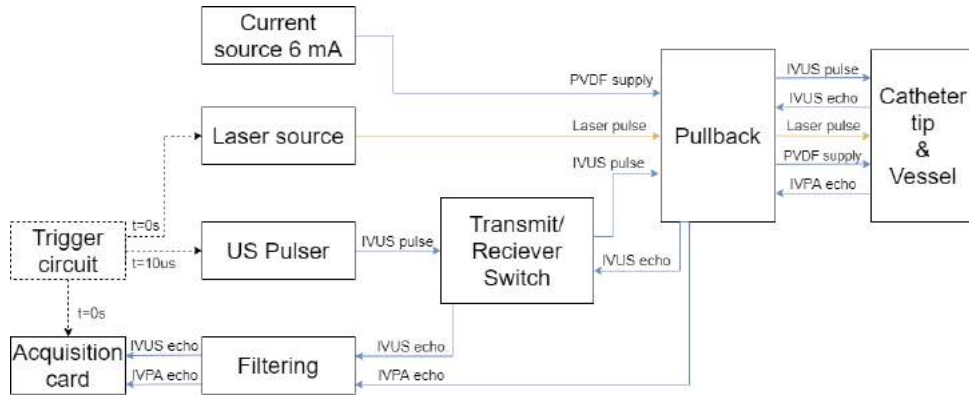 Current
source 6 mA
PVDF supply
IVUS pulse
IVUS echo
Laser source
Laser pulse
Pullback
Laser pulse
Catheter
tip
&
Vessel
PVDF supply
IVPA echo
IVUS pulse
t=0s
Trigger
circuit
t=10us
US Pulser
IVUS pulse
Transmit/
Reciever
Switch
IVUS echo
t=0s
Acquisition
card
IVUS echo
IVPA echo
Filtering
IVUS echo
IVPA echo